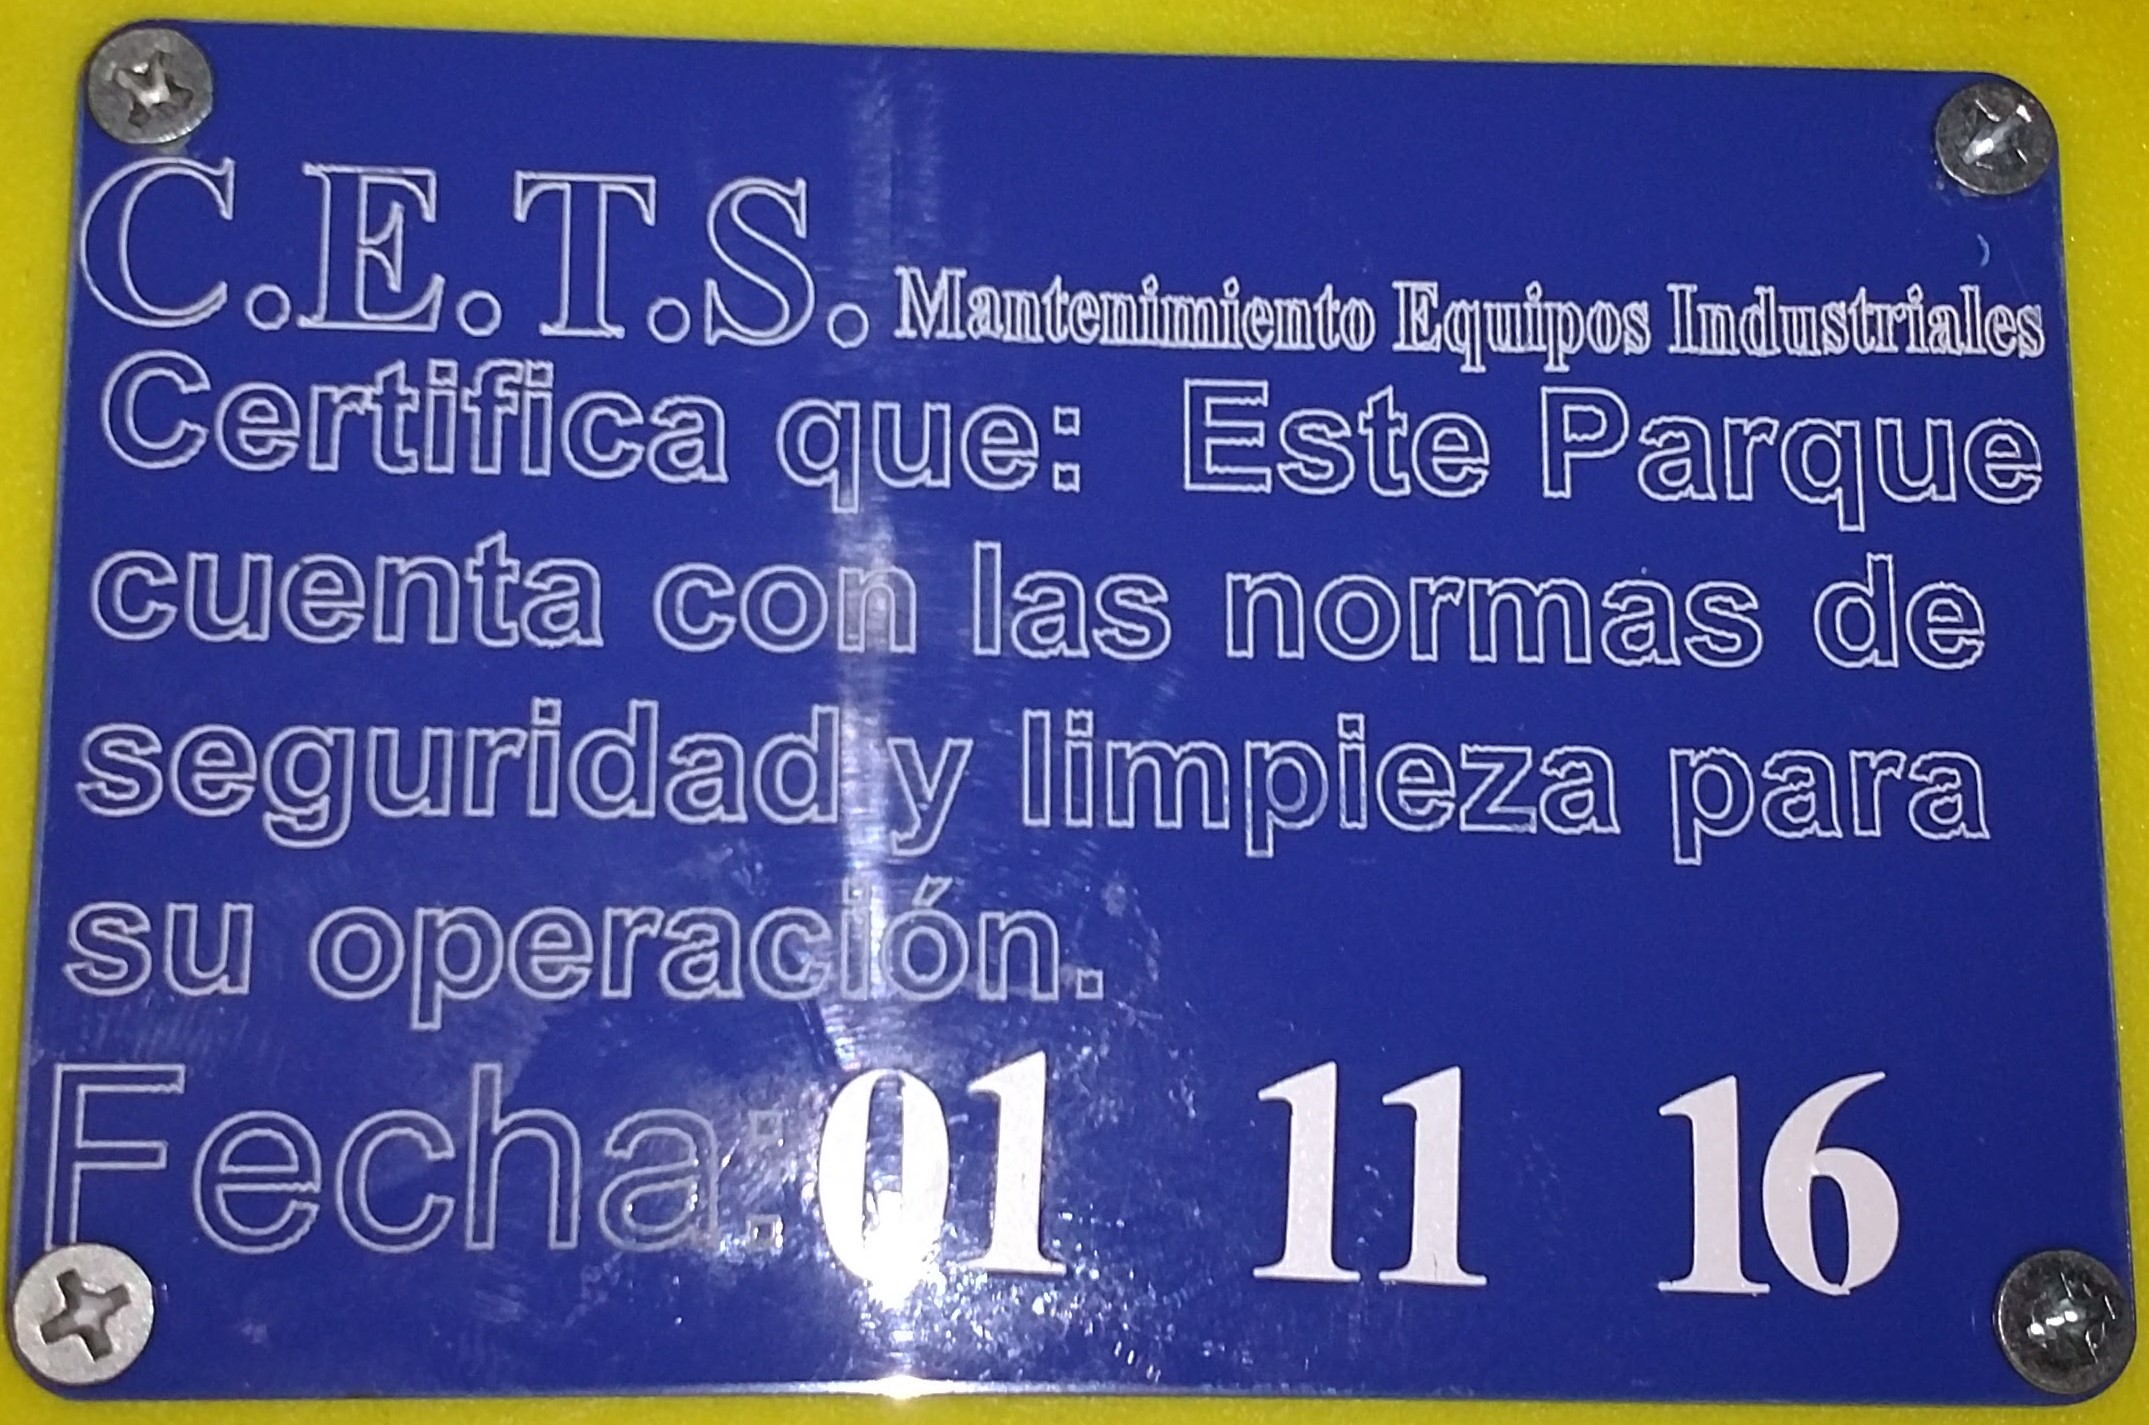 C.E.T.S. Mantenimiento Equipos Industriales
Certifica que: Este Parque
cuenta con las normas de
seguridad y limpieza para
su operación.
Fecha: 01 11 16